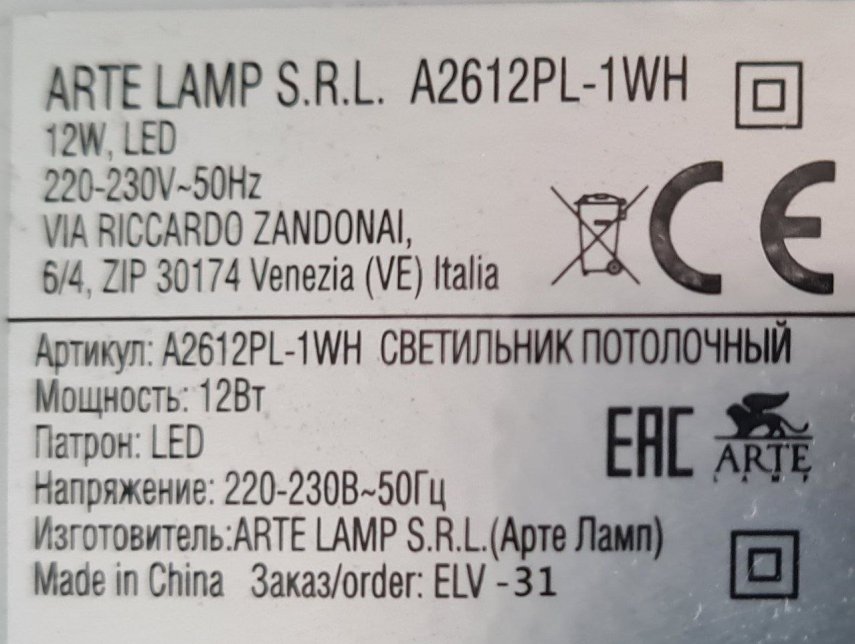 ARTE LAMP S.R.L. A2612PL-1WH
12W, LED
220-230V~50Hz
VIA RICCARDO ZANDONAI,
6/4, ZIP 30174 Venezia (VE) Italia
CE
Артикул: A2612PL-1WH СВЕТИЛЬНИК ПОТОЛОЧНЫЙ
Мощность: 12Вт
Патрон: LED
Напряжение: 220-230В~50Гц
EAC
ARTE
LAMP
Изготовитель:ARTE LAMP S.R.L.(Арте Ламп)
Made in China Заказ/order: ELV -31